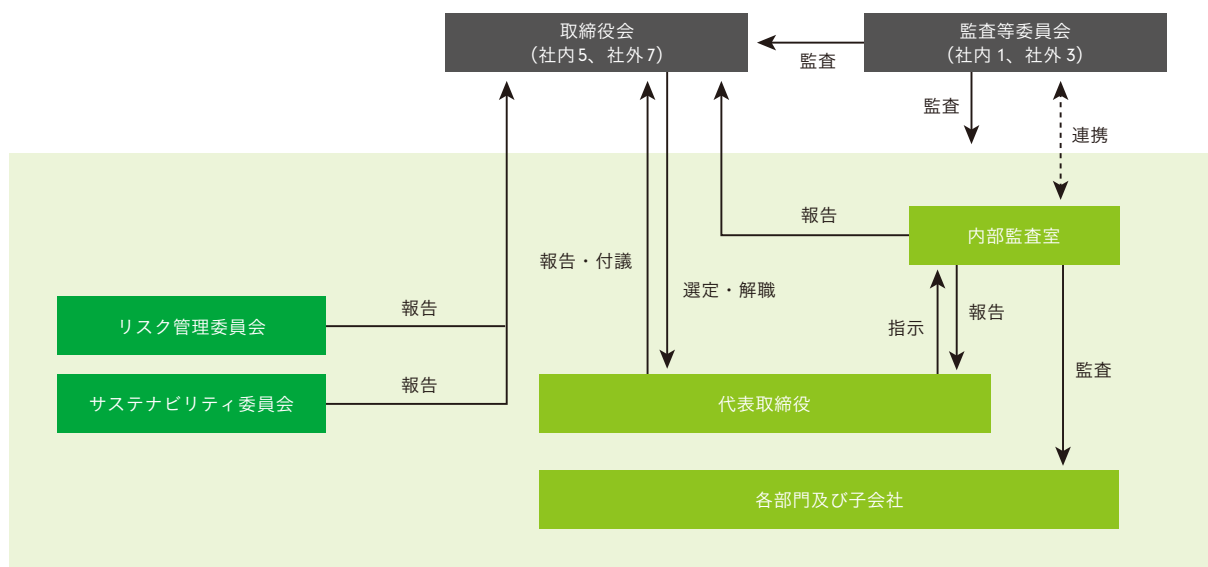 取締役会
（社内5、社外7）
監査等委員会
（社内1、社外3）
監査
監査
連携
報告
内部監査室
報告・付議
選定・解職
報告
リスク管理委員会
指示
報告
監査
報告
サステナビリティ委員会
代表取締役
各部門及び子会社